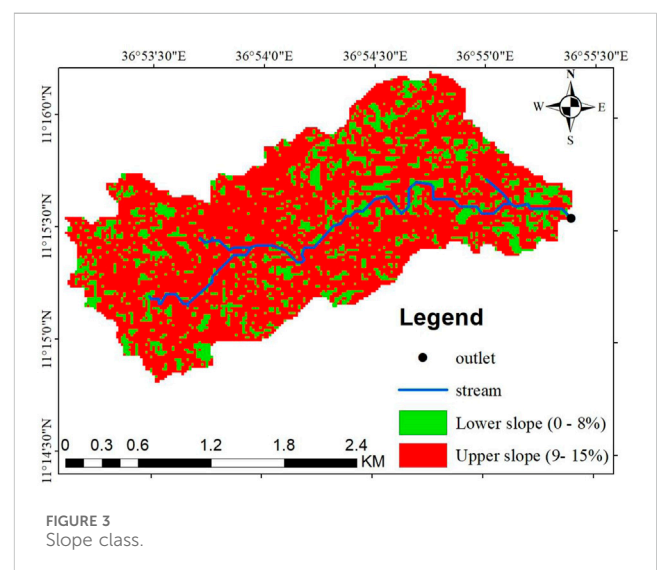 36°53'30"E 36°54'0"E 36°54'30"E 36°55'0"E 36°55'30"E
N
W E
S
11°16'0"N
11°15'30"N
11°15'0"N
11°14'30"N
Legend
outlet
stream
Lower slope (0 - 8%)
Upper slope (9- 15%)
0 0.3 0.6 1.2 1.8 2.4
KM
FIGURE 3
Slope class.